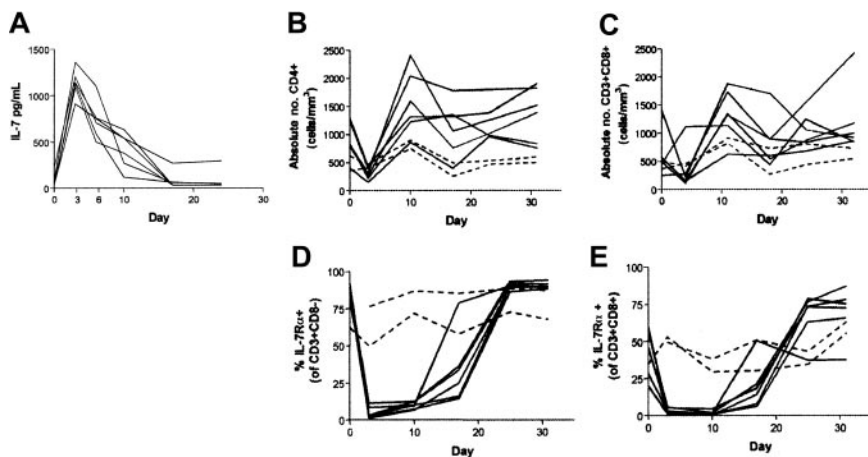 A
1500
1000
500
0
IL-7 pg/mL
0 3 6 10 20 30
Day
B
2500
2000
1500
1000
500
0
Absolute no. CD4+
(cells/mm³)
0 10 20 30
Day
C
2500
2000
1500
1000
500
0
Absolute no. CD3+CD8+
(cells/mm³)
0 10 20 30
Day
D
100
75
50
25
0
% IL-7Rα+
(of CD3+CD8-)
0 10 20 30
Day
E
100
75
50
25
0
% IL-7Rα +
(of CD3+CD8+)
0 10 20 30
Day